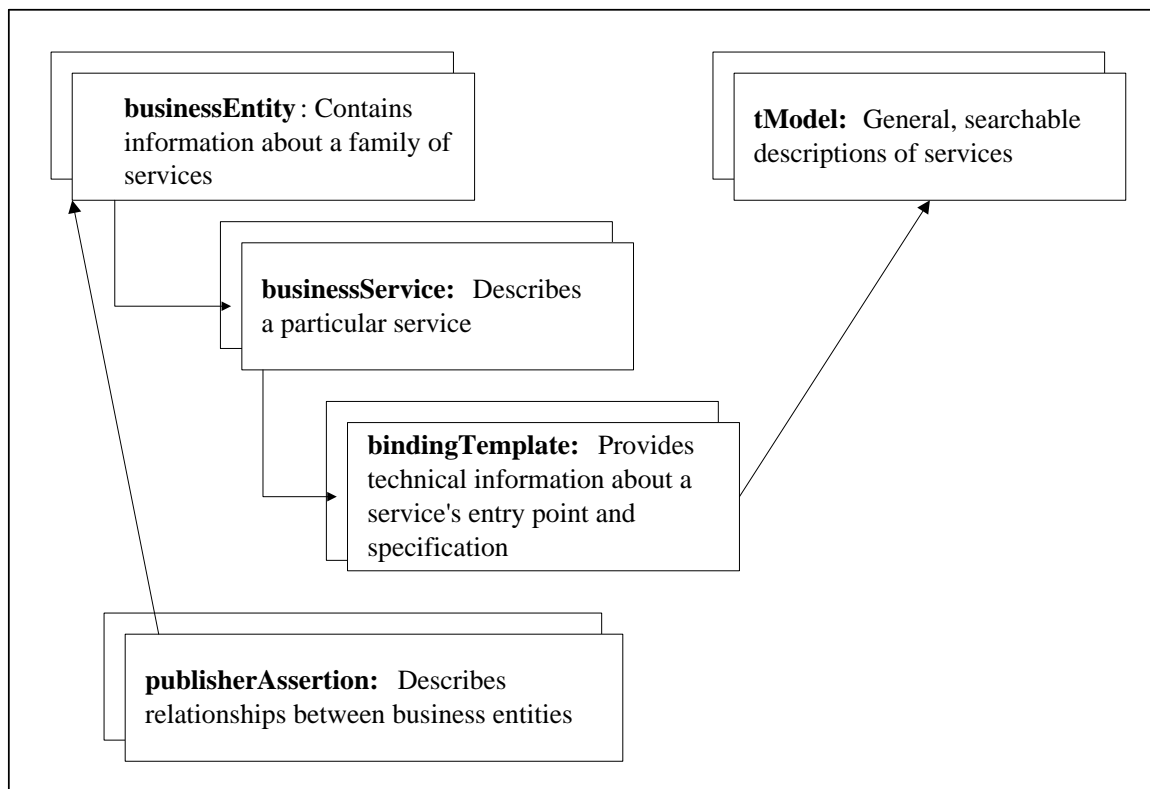 businessEntity : Contains
information about a family of
services
tModel: General, searchable
descriptions of services
businessService: Describes
a particular service
bindingTemplate: Provides
technical information about a
service's entry point and
specification
publisherAssertion: Describes
relationships between business entities